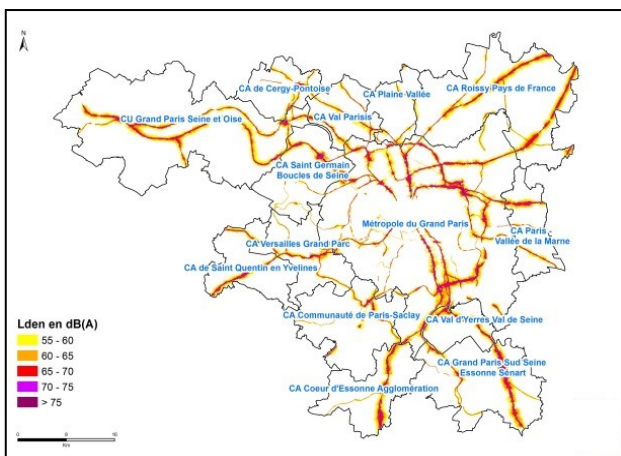 N
CA de Cergy-Pontoise
CA Plaine Vallée
CA Roissy Pays de France
CU Grand Paris Seine et Oise
CA Val Parisis
CA Saint Germain
Boucles de Seine
Métropole du Grand Paris
CA Paris
Vallée de la Marne
CA Versailles Grand Parc
CA de Saint Quentin en Yvelines
CA Communauté de Paris-Saclay
CA Val d'Yerres Val de Seine
CA Grand Paris Sud Seine
Essonne Sénart
CA Coeur d'Essonne Agglomération
Lden en dB(A)
55 - 60
60 - 65
65 - 70
70 - 75
> 75
0
Km